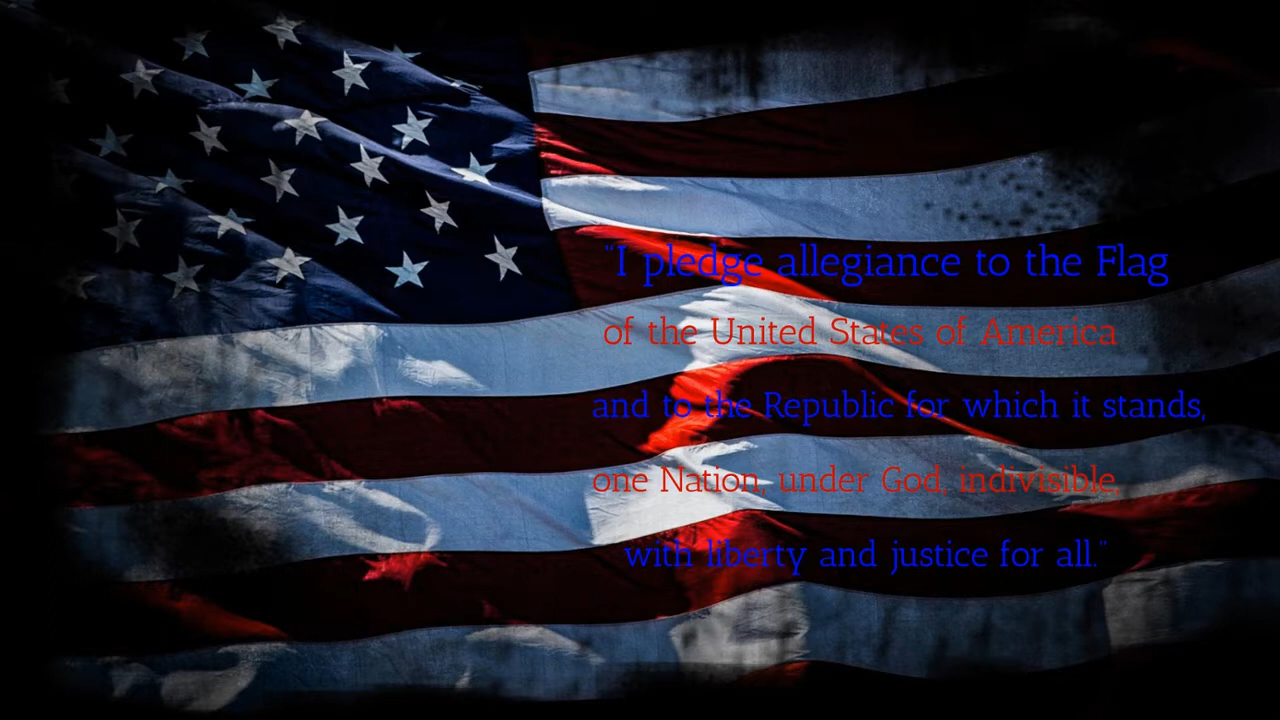 "I pledge allegiance to the Flag
of the United States of America
and to the Republic for which it stands,
one Nation, under God, indivisible,
with liberty and justice for all."